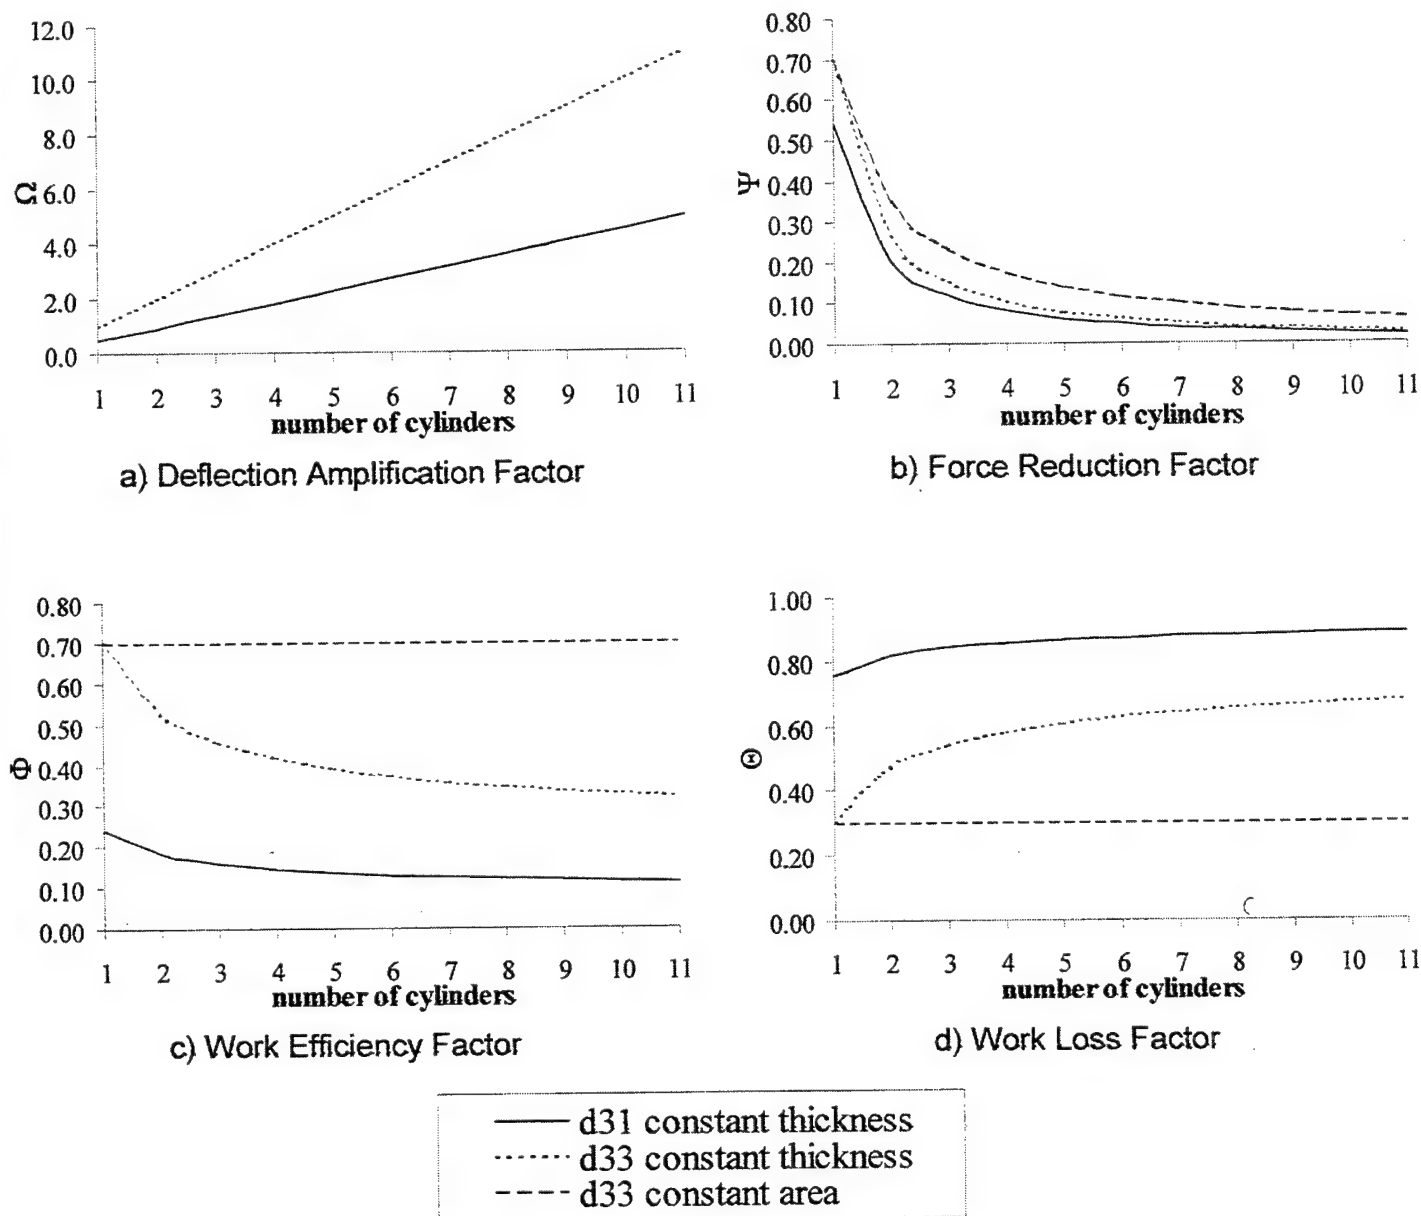 12.0
10.0
8.0
6.0
4.0
2.0
0.0
Ω
1 2 3 4 5 6 7 8 9 10 11
number of cylinders
a) Deflection Amplification Factor
0.80
0.70
0.60
0.50
0.40
0.30
0.20
0.10
0.00
Ψ
1 2 3 4 5 6 7 8 9 10 11
number of cylinders
b) Force Reduction Factor
0.80
0.70
0.60
0.50
0.40
0.30
0.20
0.10
0.00
Φ
1 2 3 4 5 6 7 8 9 10 11
number of cylinders
c) Work Efficiency Factor
1.00
0.80
0.60
0.40
0.20
0.00
Θ
1 2 3 4 5 6 7 8 9 10 11
number of cylinders
d) Work Loss Factor
d31 constant thickness
d33 constant thickness
d33 constant area